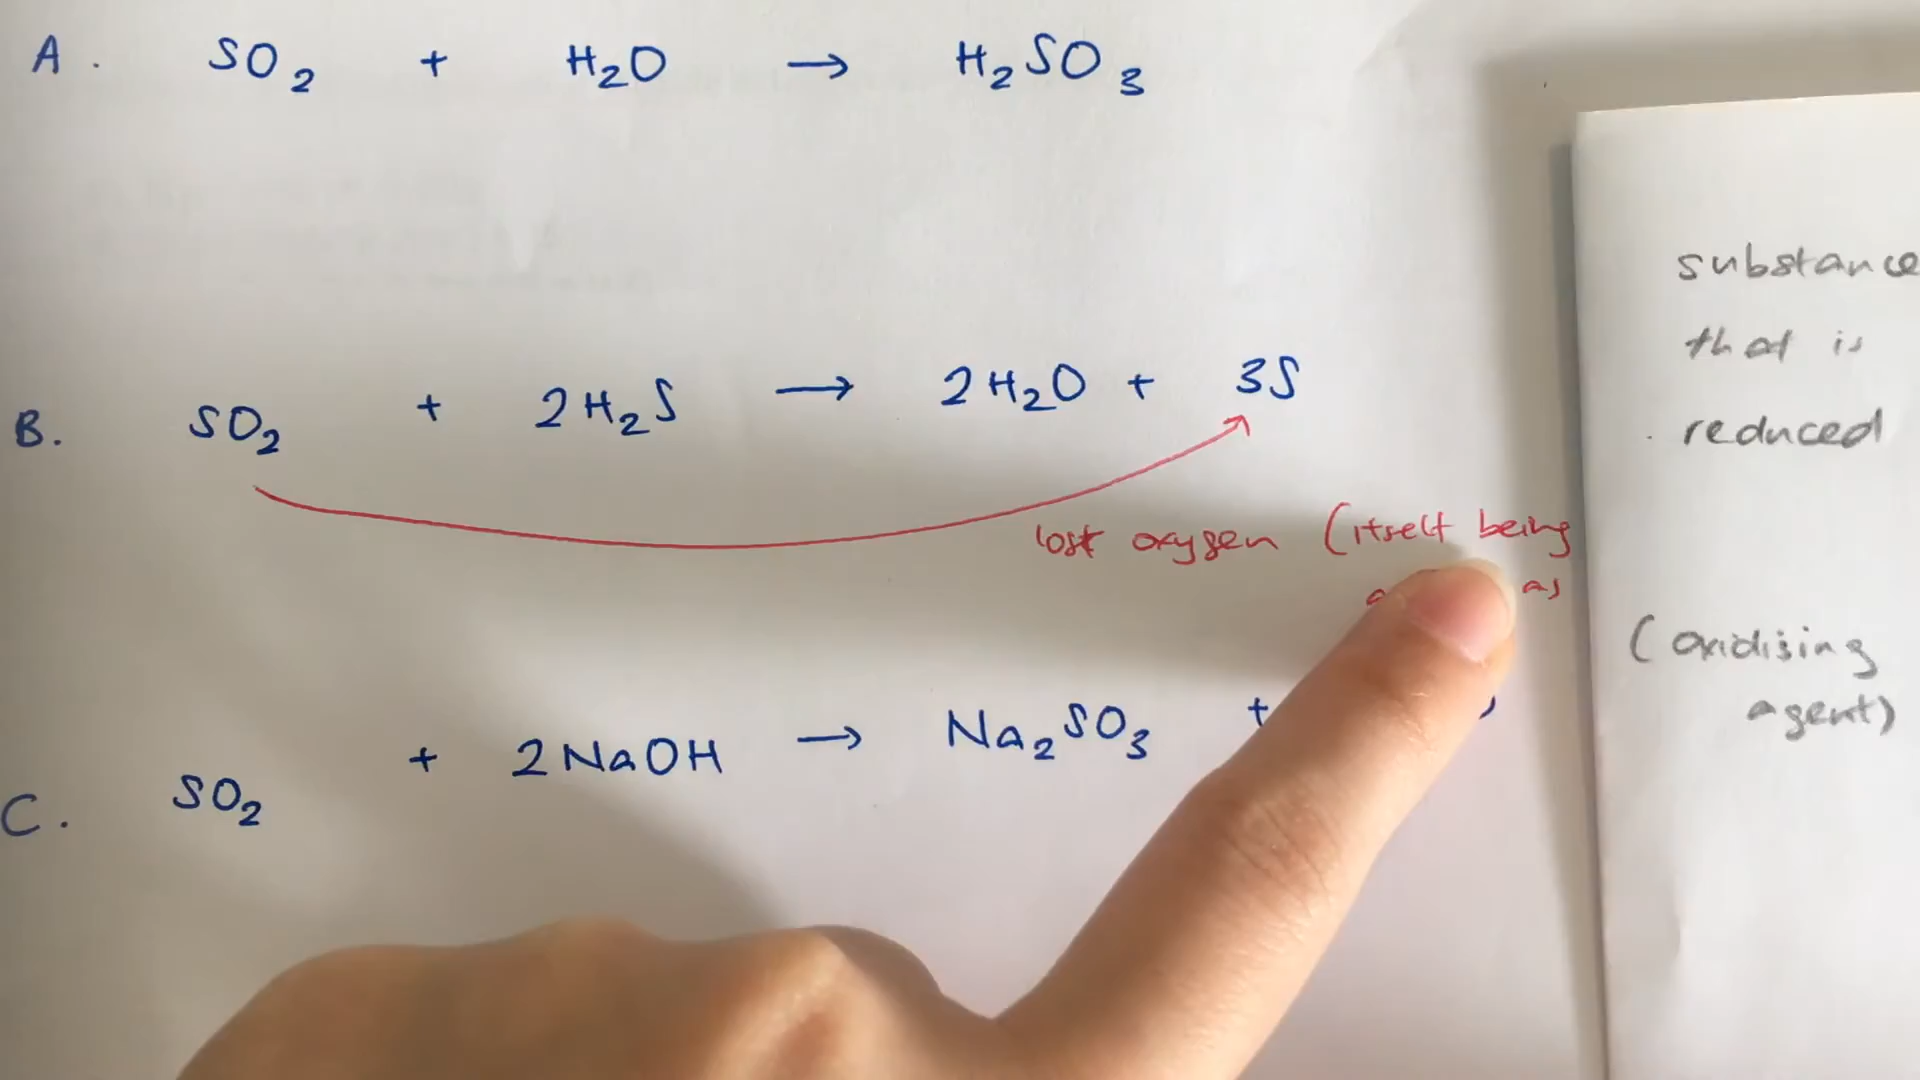 A. SO₂ + H₂O → H₂SO₃
B. SO₂ + 2H₂S → 2H₂O + 3S
lost oxygen (itself being
as
C. SO₂ + 2NaOH → Na₂SO₃ +
substance
that is
reduced
(oxidising
agent)